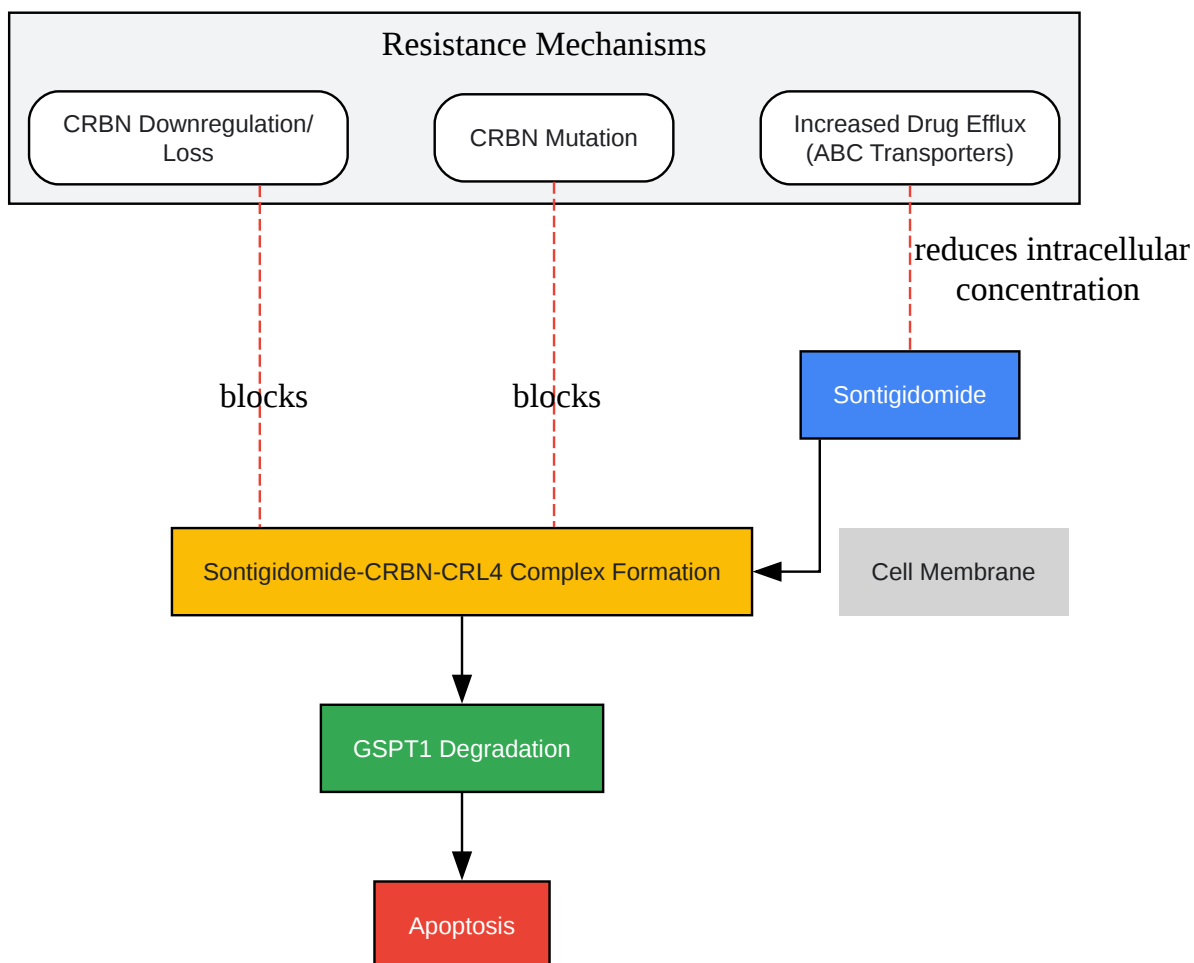 Resistance Mechanisms
CRBN Downregulation/
Loss
CRBN Mutation
Increased Drug Efflux
(ABC Transporters)
reduces intracellular
concentration
blocks
blocks
Sontigidomide
Sontigidomide-CRBN-CRL4 Complex Formation
Cell Membrane
GSPT1 Degradation
Apoptosis